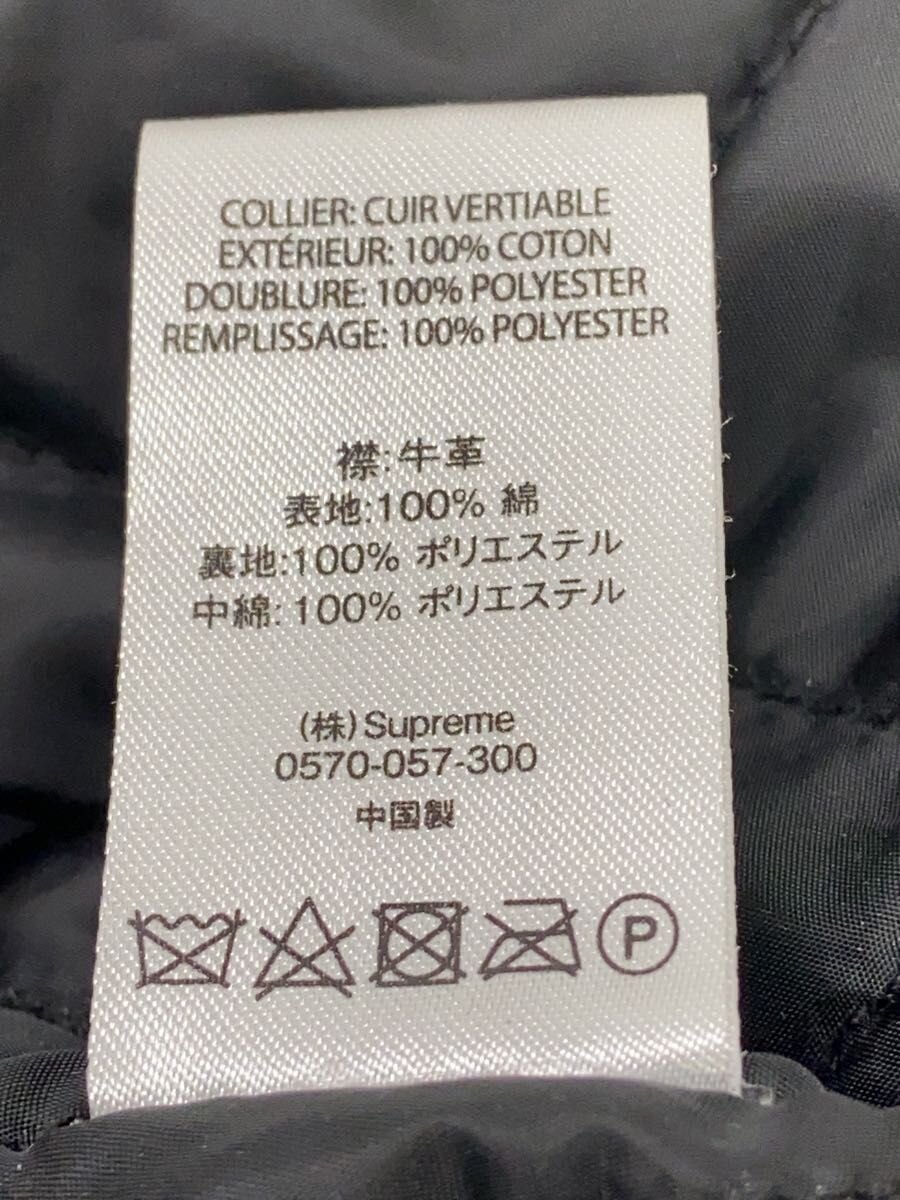 COLLIER: CUIR VERTIABLE
EXTÉRIEUR: 100% COTON
DOUBLURE: 100% POLYESTER
REMPLISSAGE: 100% POLYESTER
襟:牛革
表地:100% 綿
裏地:100% ポリエステル
中綿: 100% ポリエステル
(株) Supreme
0570-057-300
中国製
P